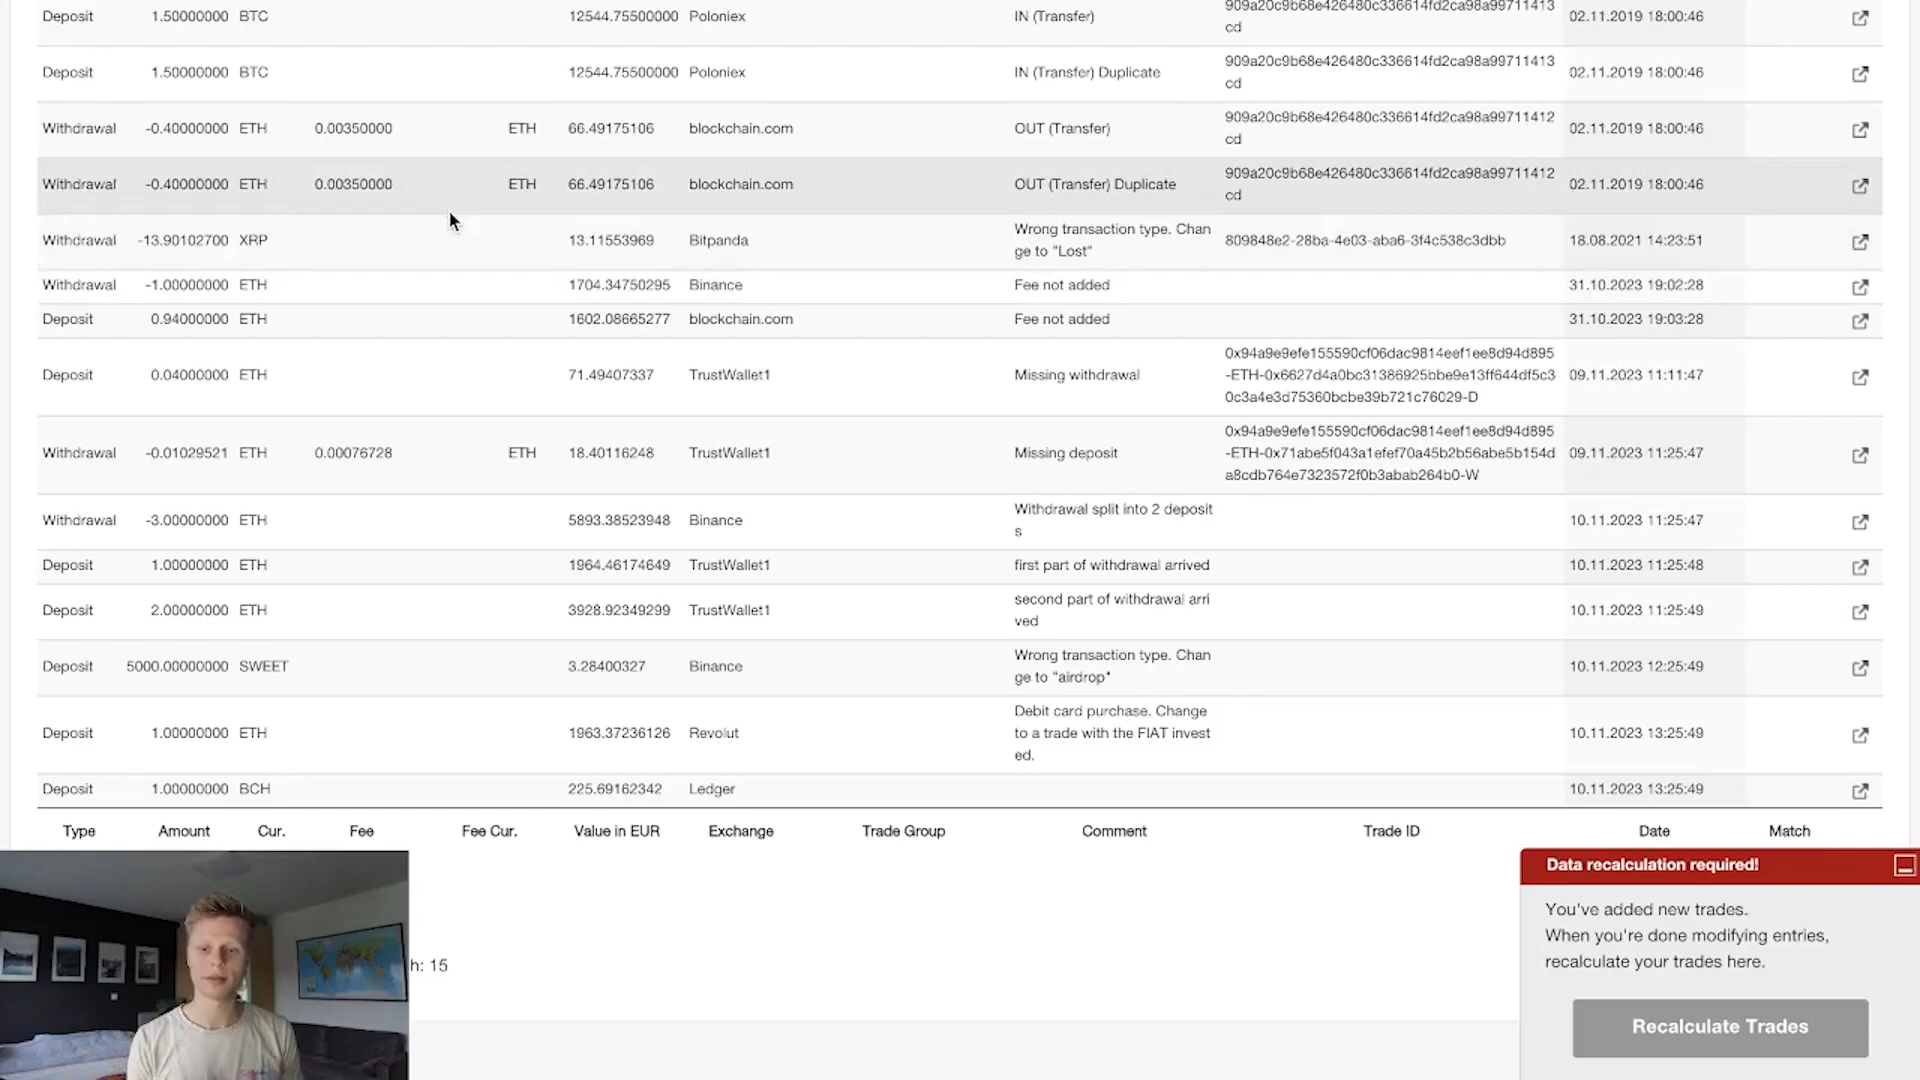 Deposit 1.50000000 BTC 12544.75500000 Poloniex IN (Transfer) 909a20c9b68e426480c336614fd2ca98a99711413 02.11.2019 18:00:46
cd
Deposit 1.50000000 BTC 12544.75500000 Poloniex IN (Transfer) Duplicate 909a20c9b68e426480c336614fd2ca98a99711413 02.11.2019 18:00:46
cd
Withdrawal -0.40000000 ETH 0.00350000 ETH 66.49175106 blockchain.com OUT (Transfer) 909a20c9b68e426480c336614fd2ca98a99711412 02.11.2019 18:00:46
cd
Withdrawal -0.40000000 ETH 0.00350000 ETH 66.49175106 blockchain.com OUT (Transfer) Duplicate 909a20c9b68e426480c336614fd2ca98a99711412 02.11.2019 18:00:46
cd
Withdrawal -13.90102700 XRP 13.11553969 Bitpanda Wrong transaction type. Chan 809848e2-28ba-4e03-aba6-3f4c538c3dbb 18.08.2021 14:23:51
ge to "Lost"
Withdrawal -1.00000000 ETH 1704.34750295 Binance Fee not added 31.10.2023 19:02:28
Deposit 0.94000000 ETH 1602.08665277 blockchain.com Fee not added 31.10.2023 19:03:28
0x94a9e9efe155590cf06dac9814eef1ee8d94d895
Deposit 0.04000000 ETH 71.49407337 TrustWallet1 Missing withdrawal -ETH-0x6627d4a0bc31386925bbe9e13ff644df5c3 09.11.2023 11:11:47
0c3a4e3d75360bcbe39b721c76029-D
0x94a9e9efe155590cf06dac9814eef1ee8d94d895
Withdrawal -0.01029521 ETH 0.00076728 ETH 18.40116248 TrustWallet1 Missing deposit -ETH-0x71abe5f043a1efef70a45b2b56abe5b154d 09.11.2023 11:25:47
a8cdb764e7323572f0b3abab264b0-W
Withdrawal -3.00000000 ETH 5893.38523948 Binance Withdrawal split into 2 deposit 10.11.2023 11:25:47
s
Deposit 1.00000000 ETH 1964.46174649 TrustWallet1 first part of withdrawal arrived 10.11.2023 11:25:48
Deposit 2.00000000 ETH 3928.92349299 TrustWallet1 second part of withdrawal arri 10.11.2023 11:25:49
ved
Deposit 5000.00000000 SWEET 3.28400327 Binance Wrong transaction type. Chan 10.11.2023 12:25:49
ge to "airdrop"
Debit card purchase. Change
Deposit 1.00000000 ETH 1963.37236126 Revolut to a trade with the FIAT invest 10.11.2023 13:25:49
ed.
Deposit 1.00000000 BCH 225.69162342 Ledger 10.11.2023 13:25:49
Type Amount Cur. Fee Fee Cur. Value in EUR Exchange Trade Group Comment Trade ID Date Match
h: 15
Data recalculation required!
You've added new trades.
When you're done modifying entries,
recalculate your trades here.
Recalculate Trades